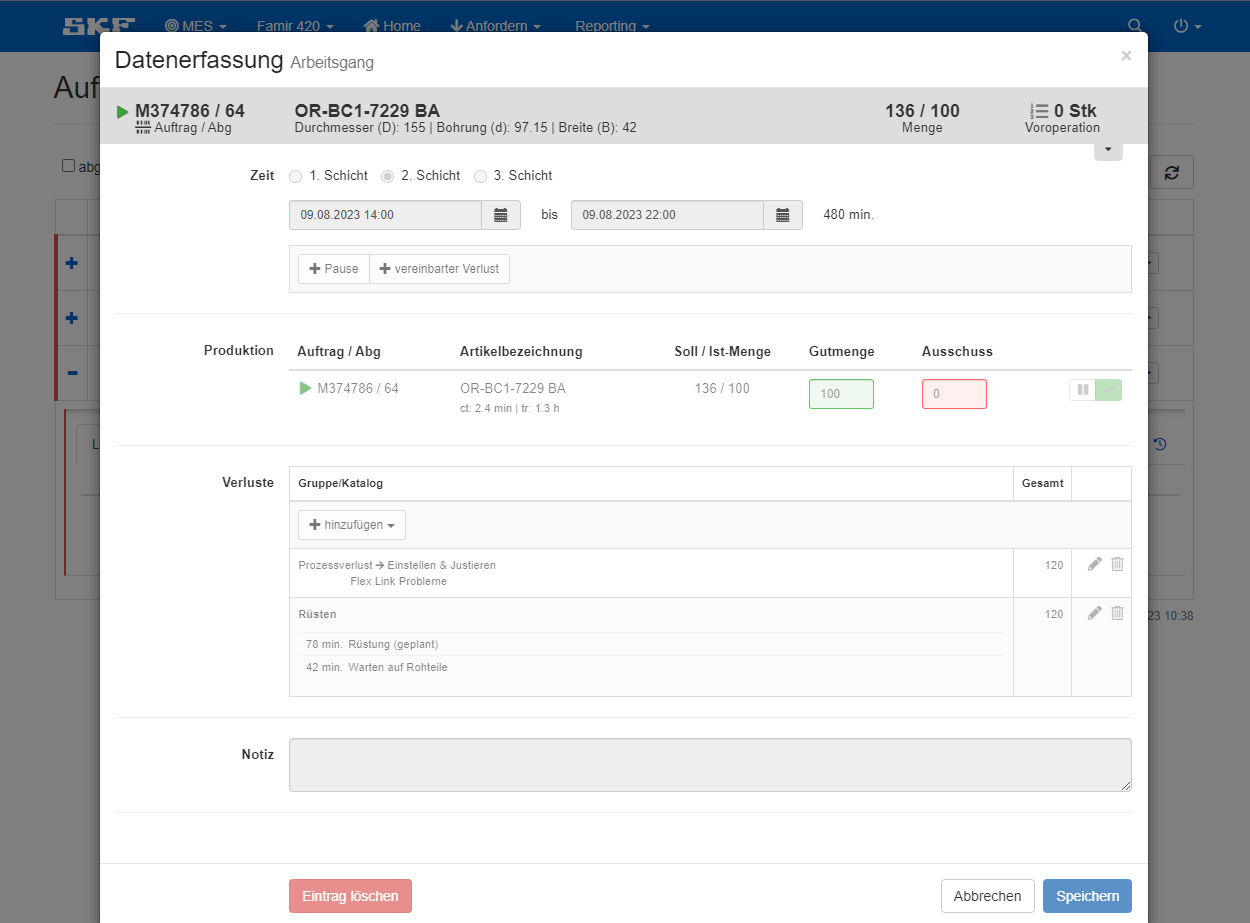 SKF MES Famir 420 Home Anfordern Reporting
Auf
Datenerfassung Arbeitsgang ×
M374786 / 64 OR-BC1-7229 BA 136 / 100 0 Stk
Auftrag / Abg Durchmesser (D): 155 | Bohrung (d): 97.15 | Breite (B): 42 Menge Voroperation
abg
Zeit 1. Schicht 2. Schicht 3. Schicht
09.08.2023 14:00 bis 09.08.2023 22:00 480 min.
Pause vereinbarter Verlust
Produktion Auftrag / Abg Artikelbezeichnung Soll / Ist-Menge Gutmenge Ausschuss
M374786 / 64 OR-BC1-7229 BA 136 / 100 100 0
ct: 2.4 min | tr: 1.3 h
L
Verluste Gruppe/Katalog Gesamt
hinzufügen
Prozessverlust → Einstellen & Justieren 120
Flex Link Probleme
Rüsten 120
23 10:38
78 min. Rüstung (geplant)
42 min. Warten auf Rohteile
Notiz
Eintrag löschen Abbrechen Speichern